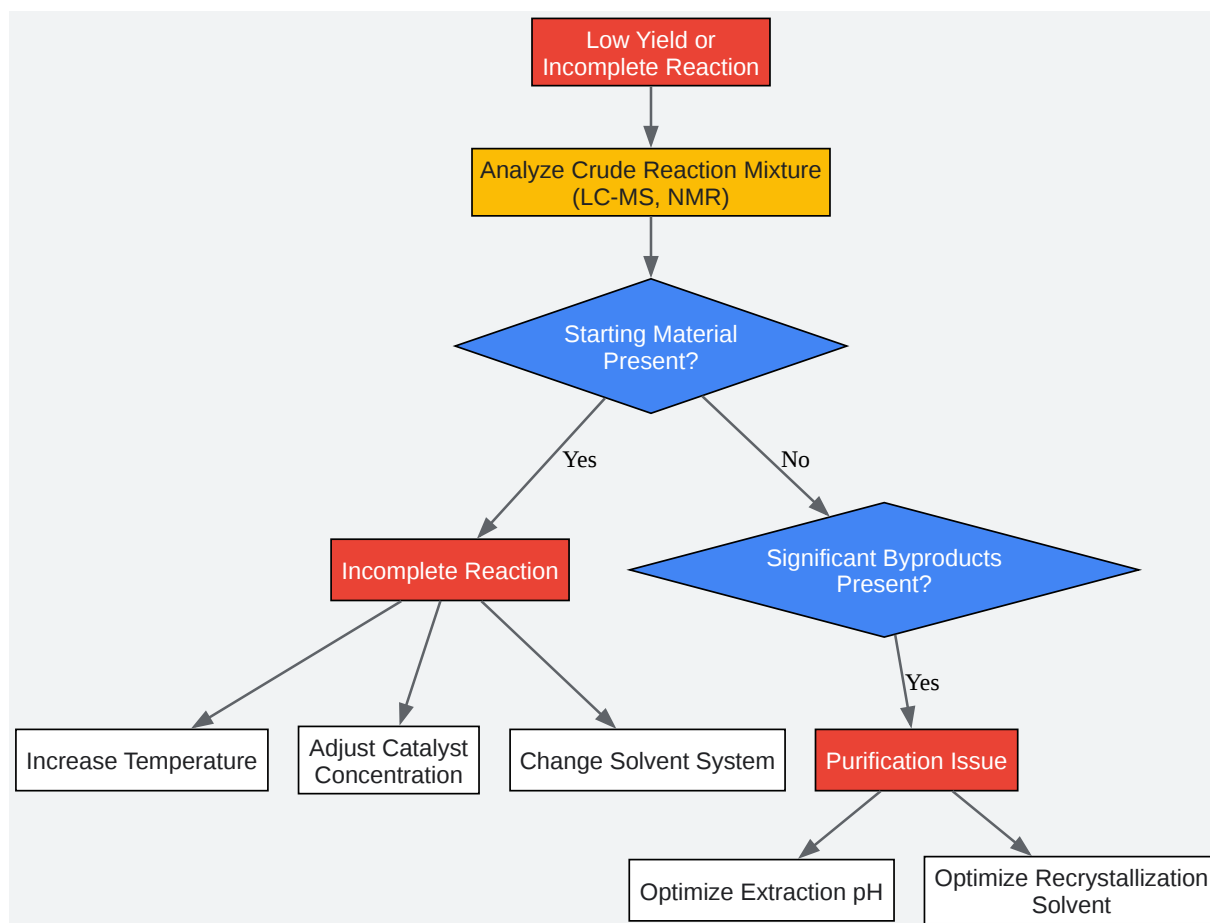 Low Yield or
Incomplete Reaction
Analyze Crude Reaction Mixture
(LC-MS, NMR)
Starting Material
Present?
Yes
No
Incomplete Reaction
Significant Byproducts
Present?
Yes
Increase Temperature
Adjust Catalyst
Concentration
Change Solvent System
Purification Issue
Optimize Extraction pH
Optimize Recrystallization
Solvent